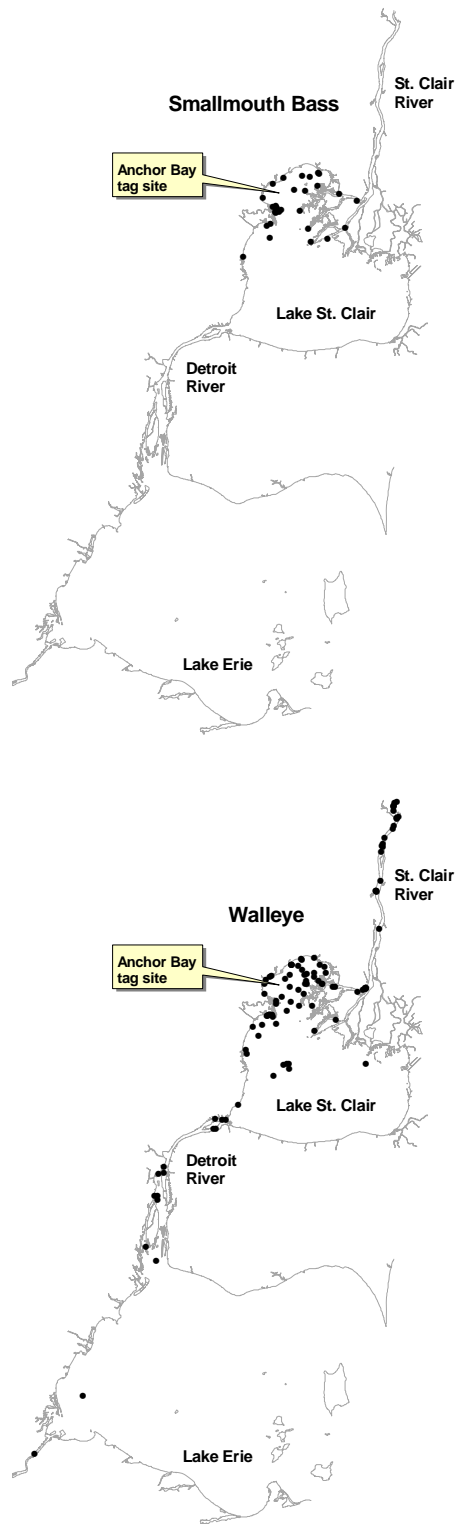 St. Clair
River
Smallmouth Bass
Anchor Bay
tag site
Lake St. Clair
Detroit
River
Lake Erie
St. Clair
River
Walleye
Anchor Bay
tag site
Lake St. Clair
Detroit
River
Lake Erie